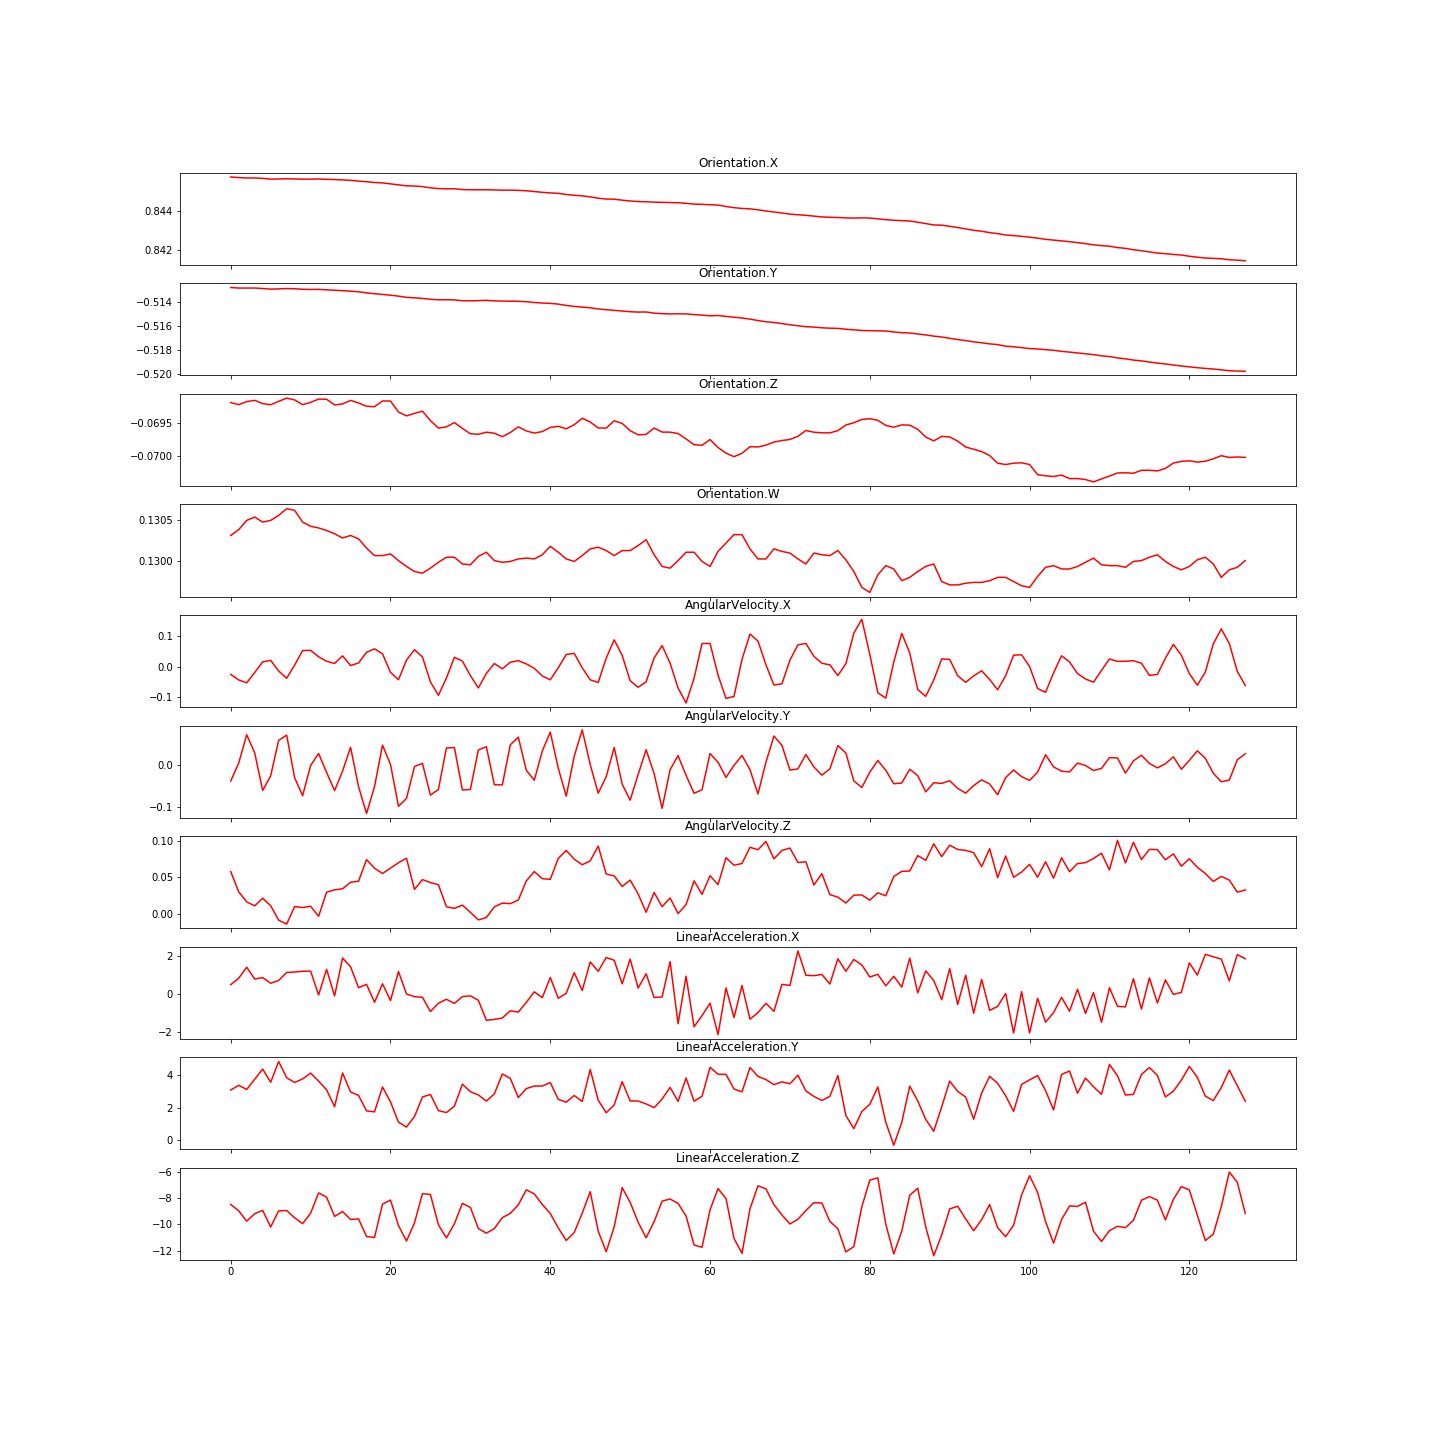 Orientation.X
0.844
0.842
Orientation.Y
−0.514
−0.516
−0.518
−0.520
Orientation.Z
−0.0695
−0.0700
Orientation.W
0.1305
0.1300
AngularVelocity.X
0.1
0.0
−0.1
AngularVelocity.Y
0.0
−0.1
AngularVelocity.Z
0.10
0.05
0.00
LinearAcceleration.X
2
0
−2
LinearAcceleration.Y
4
2
0
LinearAcceleration.Z
−6
−8
−10
−12
0 20 40 60 80 100 120